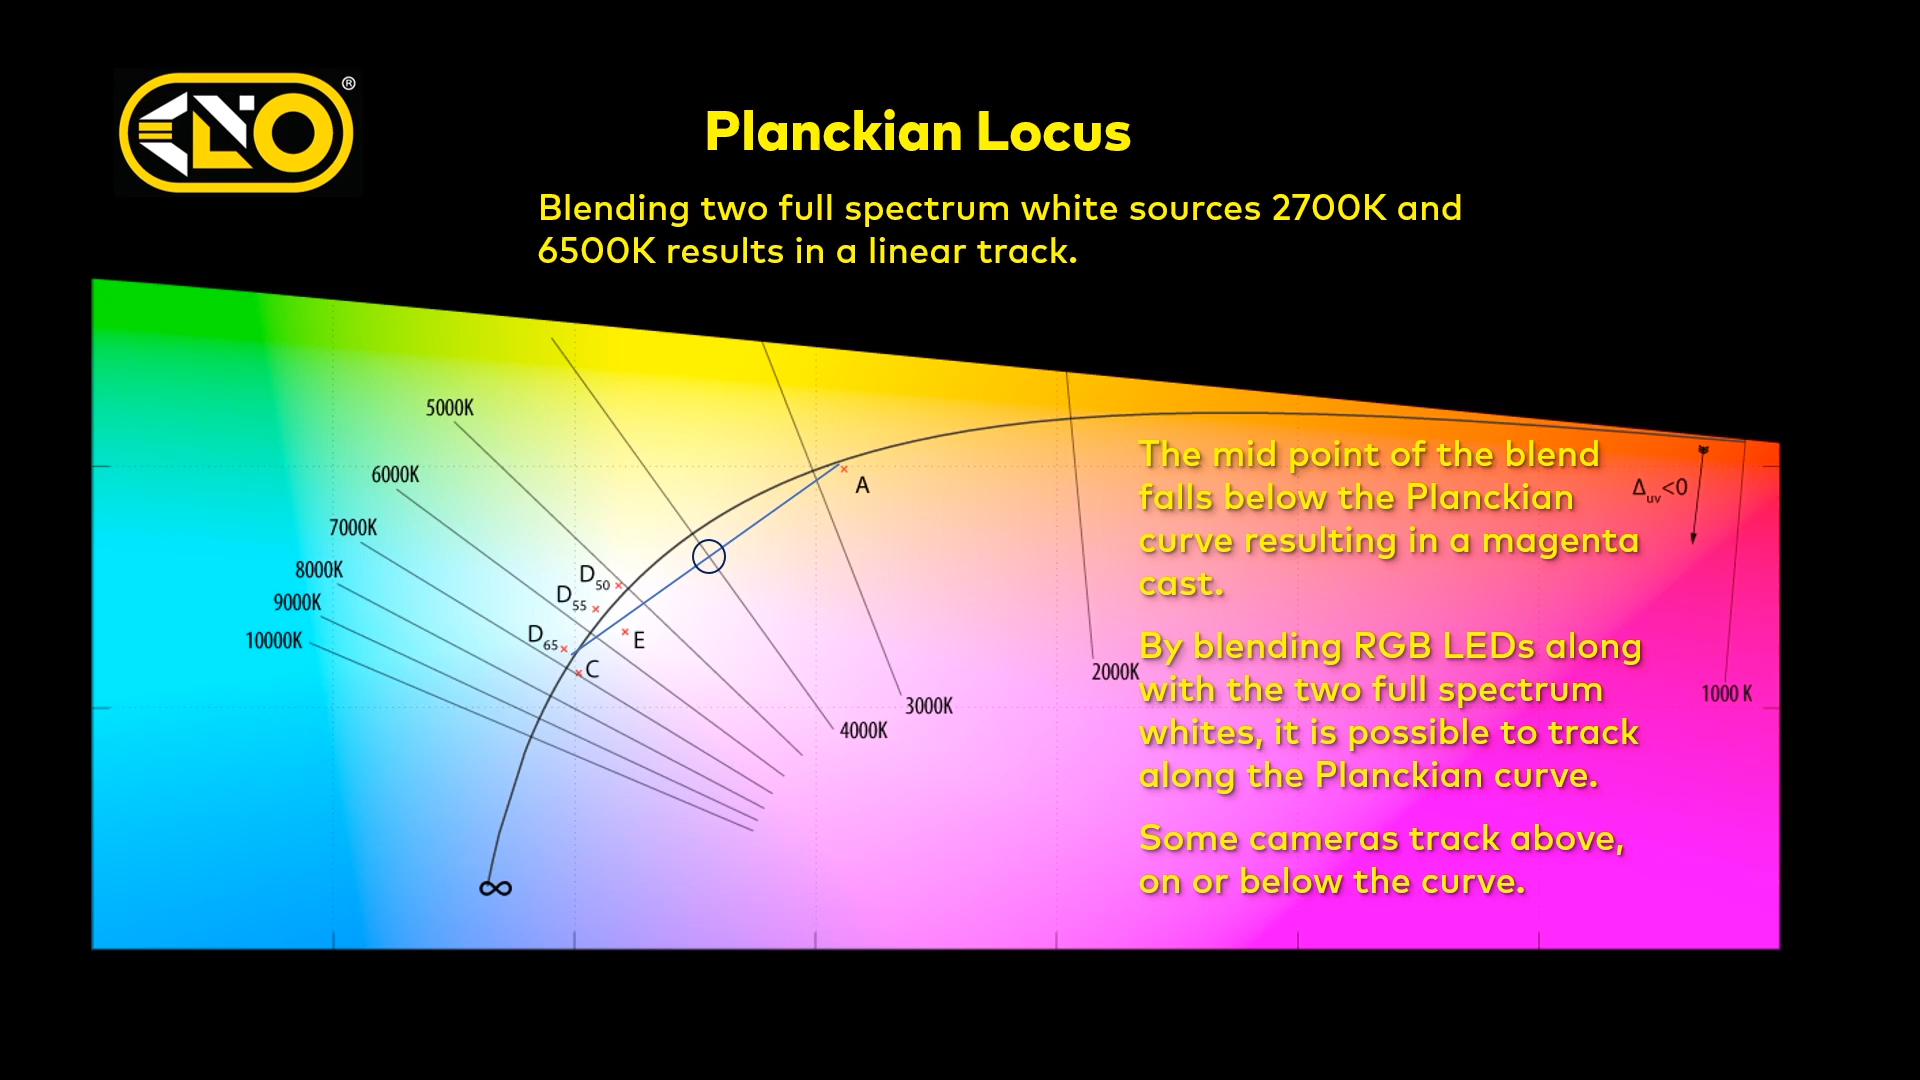 KINO
®
Planckian Locus
Blending two full spectrum white sources 2700K and
6500K results in a linear track.
5000K
6000K
7000K
8000K
9000K
10000K
A
D50
D55
D65
E
C
∞
4000K
3000K
2000K
1000 K
Δuv<0
The mid point of the blend
falls below the Planckian
curve resulting in a magenta
cast.
By blending RGB LEDs along
with the two full spectrum
whites, it is possible to track
along the Planckian curve.
Some cameras track above,
on or below the curve.